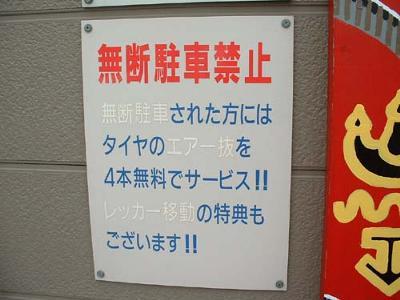 無断駐車禁止
無断駐車された方には
タイヤのエアー抜を
4本無料でサービス!!
レッカー移動の特典も
ございます!!